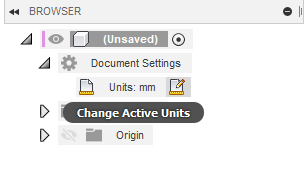 BROWSER
(Unsaved)
Document Settings
Units: mm
Change Active Units
Origin